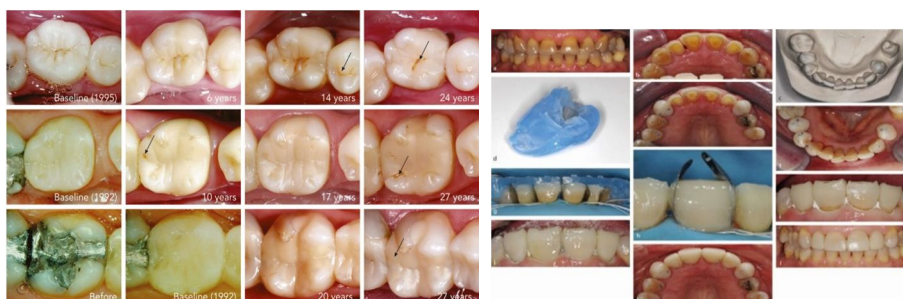 Baseline (1995)
6 years
14 years
24 years
Baseline (1992)
10 years
17 years
27 years
Before
Baseline (1992)
20 years
27 years
d